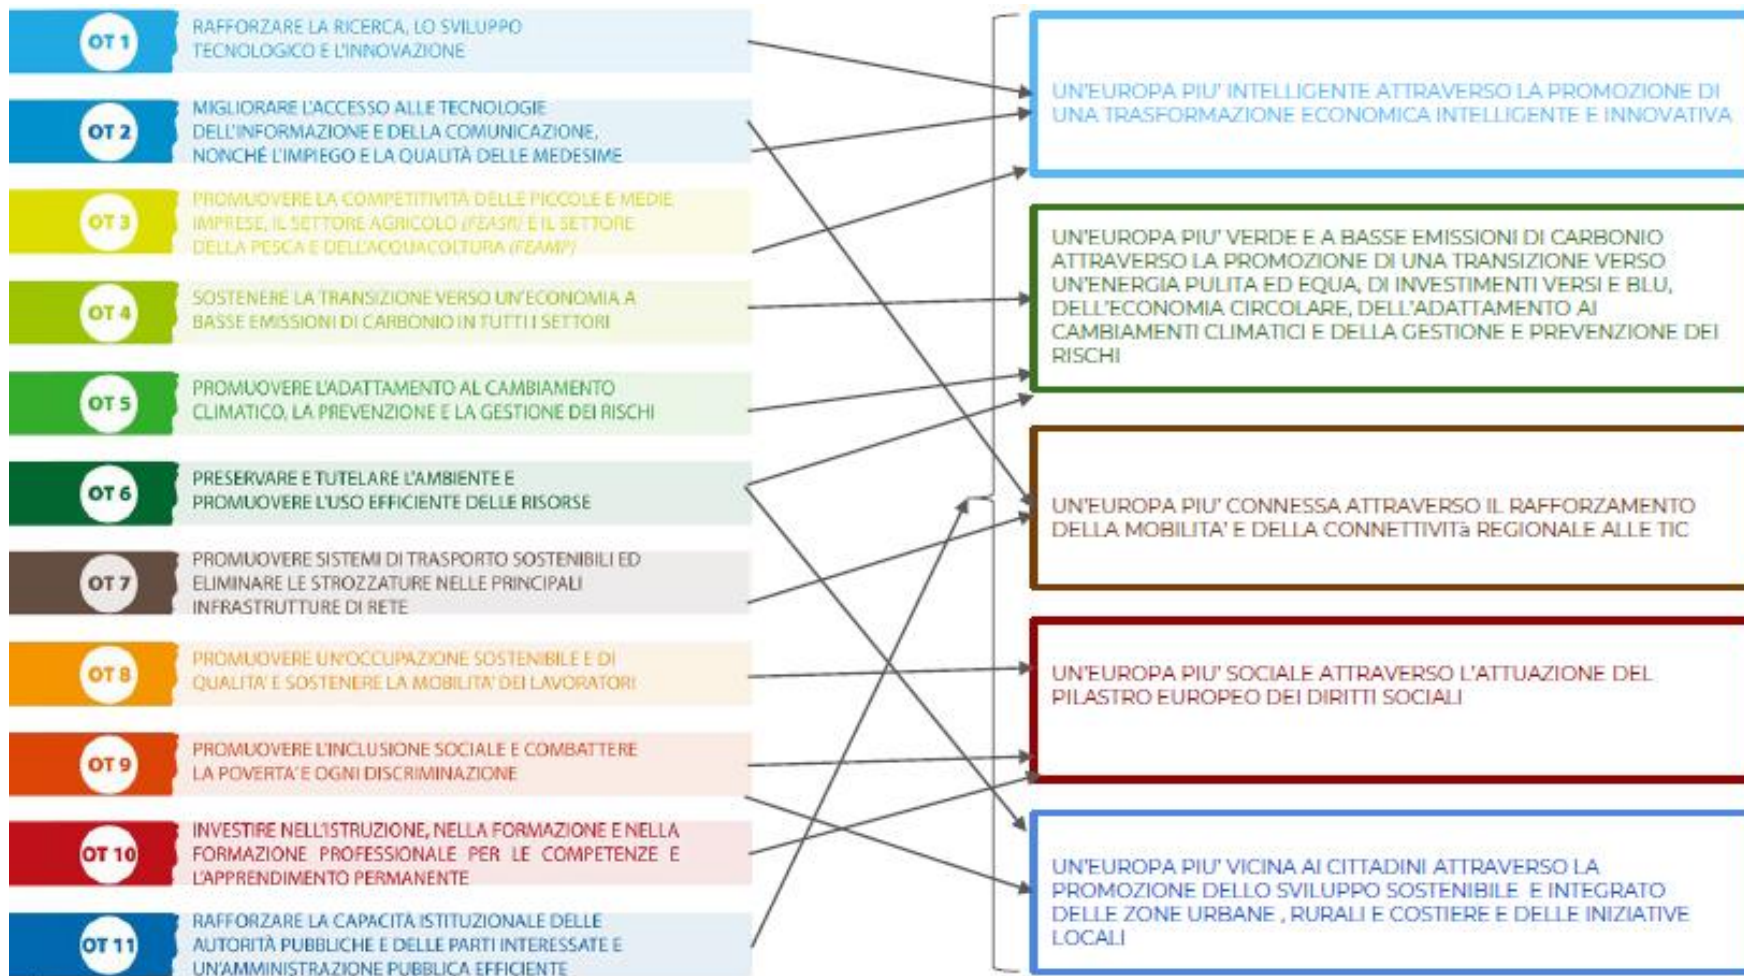 OT 1
RAFFORZARE LA RICERCA, LO SVILUPPO
TECNOLOGICO E L'INNOVAZIONE
OT 2
MIGLIORARE L'ACCESSO ALLE TECNOLOGIE
DELL'INFORMAZIONE E DELLA COMUNICAZIONE,
NONCHÉ L'IMPIEGO E LA QUALITÀ DELLE MEDESIME
OT 3
PROMUOVERE LA COMPETITIVITÀ DELLE PICCOLE E MEDIE
IMPRESE, IL SETTORE AGRICOLO (FEASR) E IL SETTORE
DELLA PESCA E DELL'ACQUACOLTURA (FEAMP)
OT 4
SOSTENERE LA TRANSIZIONE VERSO UN'ECONOMIA A
BASSE EMISSIONI DI CARBONIO IN TUTTI I SETTORI
OT 5
PROMUOVERE L'ADATTAMENTO AL CAMBIAMENTO
CLIMATICO, LA PREVENZIONE E LA GESTIONE DEI RISCHI
OT 6
PRESERVARE E TUTELARE L'AMBIENTE E
PROMUOVERE L'USO EFFICIENTE DELLE RISORSE
OT 7
PROMUOVERE SISTEMI DI TRASPORTO SOSTENIBILI ED
ELIMINARE LE STROZZATURE NELLE PRINCIPALI
INFRASTRUTTURE DI RETE
OT 8
PROMUOVERE UN'OCCUPAZIONE SOSTENIBILE E DI
QUALITA' E SOSTENERE LA MOBILITA' DEI LAVORATORI
OT 9
PROMUOVERE L'INCLUSIONE SOCIALE E COMBATTERE
LA POVERTA' E OGNI DISCRIMINAZIONE
OT 10
INVESTIRE NELL'ISTRUZIONE, NELLA FORMAZIONE E NELLA
FORMAZIONE PROFESSIONALE PER LE COMPETENZE E
L'APPRENDIMENTO PERMANENTE
OT 11
RAFFORZARE LA CAPACITÀ ISTITUZIONALE DELLE
AUTORITÀ PUBBLICHE E DELLE PARTI INTERESSATE E
UN'AMMINISTRAZIONE PUBBLICA EFFICIENTE
UN'EUROPA PIU' INTELLIGENTE ATTRAVERSO LA PROMOZIONE DI
UNA TRASFORMAZIONE ECONOMICA INTELLIGENTE E INNOVATIVA
UN'EUROPA PIU' VERDE E A BASSE EMISSIONI DI CARBONIO
ATTRAVERSO LA PROMOZIONE DI UNA TRANSIZIONE VERSO
UN'ENERGIA PULITA ED EQUA, DI INVESTIMENTI VERSI E BLU,
DELL'ECONOMIA CIRCOLARE, DELL'ADATTAMENTO AI
CAMBIAMENTI CLIMATICI E DELLA GESTIONE E PREVENZIONE DEI
RISCHI
UN'EUROPA PIU' CONNESSA ATTRAVERSO IL RAFFORZAMENTO
DELLA MOBILITA' E DELLA CONNETTIVITà REGIONALE ALLE TIC
UN'EUROPA PIU' SOCIALE ATTRAVERSO L'ATTUAZIONE DEL
PILASTRO EUROPEO DEI DIRITTI SOCIALI
UN'EUROPA PIU' VICINA AI CITTADINI ATTRAVERSO LA
PROMOZIONE DELLO SVILUPPO SOSTENIBILE E INTEGRATO
DELLE ZONE URBANE , RURALI E COSTIERE E DELLE INIZIATIVE
LOCALI